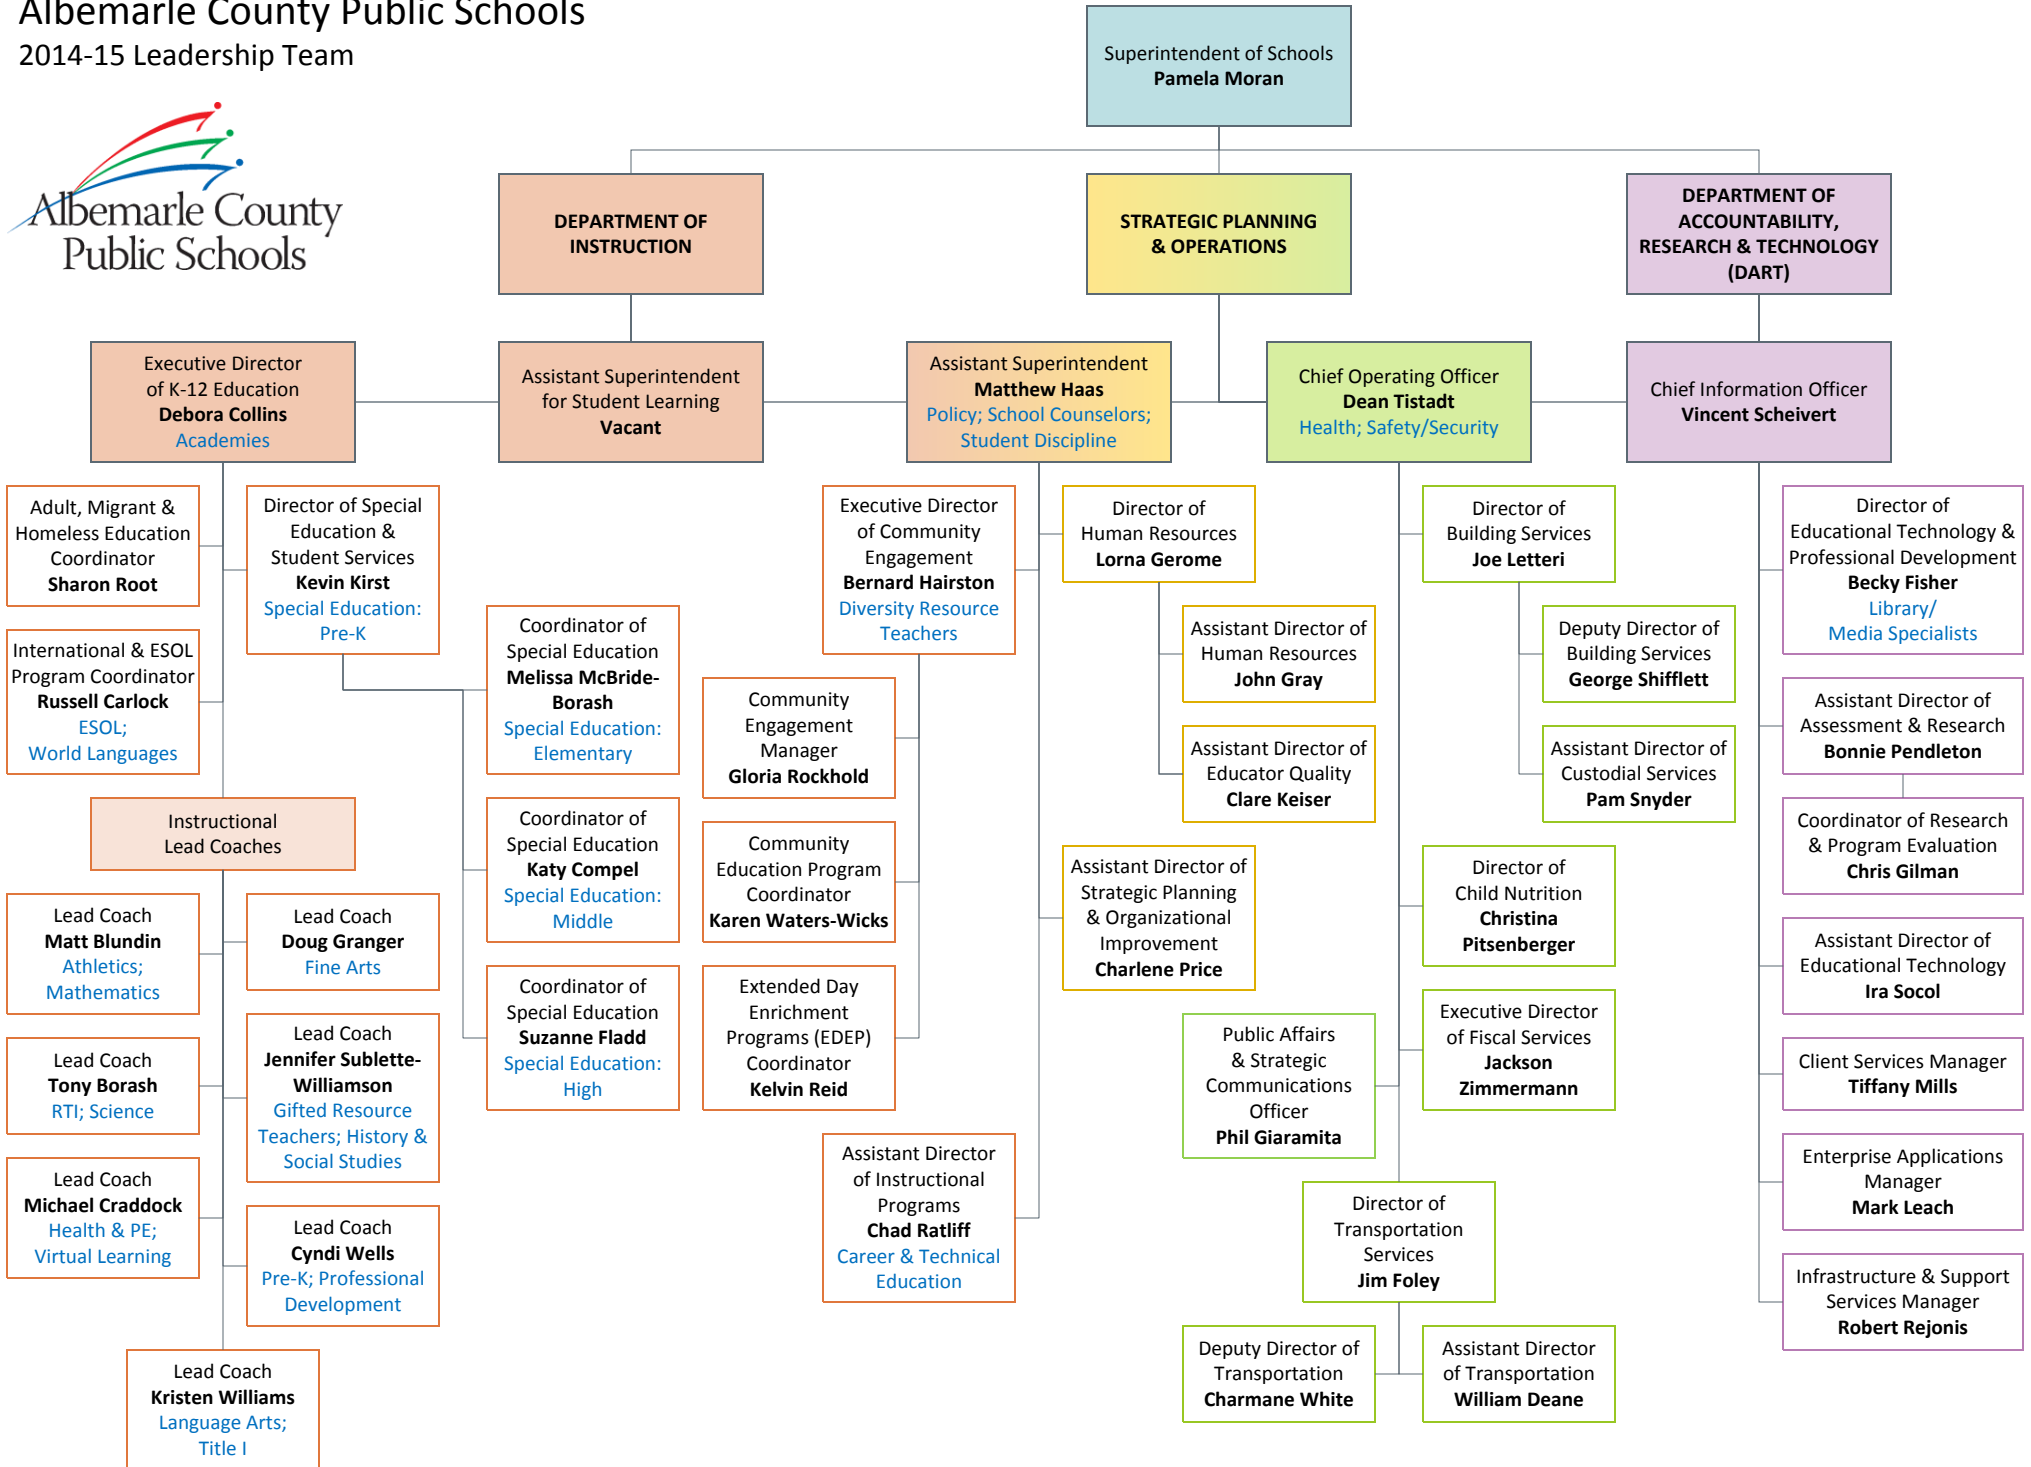 Albemarle County Public Schools
2014-15 Leadership Team
Albemarle County
Public Schools
Superintendent of Schools
Pamela Moran
DEPARTMENT OF
INSTRUCTION
STRATEGIC PLANNING
& OPERATIONS
DEPARTMENT OF
ACCOUNTABILITY,
RESEARCH & TECHNOLOGY
(DART)
Executive Director
of K-12 Education
Debora Collins
Academies
Assistant Superintendent
for Student Learning
Vacant
Assistant Superintendent
Matthew Haas
Policy; School Counselors;
Student Discipline
Chief Operating Officer
Dean Tistadt
Health; Safety/Security
Chief Information Officer
Vincent Scheivert
Adult, Migrant &
Homeless Education
Coordinator
Sharon Root
International & ESOL
Program Coordinator
Russell Carlock
ESOL;
World Languages
Director of Special
Education &
Student Services
Kevin Kirst
Special Education:
Pre-K
Coordinator of
Special Education
Melissa McBride-
Borash
Special Education:
Elementary
Coordinator of
Special Education
Katy Compel
Special Education:
Middle
Coordinator of
Special Education
Suzanne Fladd
Special Education:
High
Instructional
Lead Coaches
Lead Coach
Matt Blundin
Athletics;
Mathematics
Lead Coach
Doug Granger
Fine Arts
Lead Coach
Tony Borash
RTI; Science
Lead Coach
Jennifer Sublette-
Williamson
Gifted Resource
Teachers; History &
Social Studies
Lead Coach
Michael Craddock
Health & PE;
Virtual Learning
Lead Coach
Cyndi Wells
Pre-K; Professional
Development
Lead Coach
Kristen Williams
Language Arts;
Title I
Executive Director
of Community
Engagement
Bernard Hairston
Diversity Resource
Teachers
Community
Engagement
Manager
Gloria Rockhold
Community
Education Program
Coordinator
Karen Waters-Wicks
Extended Day
Enrichment
Programs (EDEP)
Coordinator
Kelvin Reid
Assistant Director
of Instructional
Programs
Chad Ratliff
Career & Technical
Education
Director of
Human Resources
Lorna Gerome
Assistant Director of
Human Resources
John Gray
Assistant Director of
Educator Quality
Clare Keiser
Assistant Director of
Strategic Planning
& Organizational
Improvement
Charlene Price
Director of
Building Services
Joe Letteri
Deputy Director of
Building Services
George Shifflett
Assistant Director of
Custodial Services
Pam Snyder
Director of
Child Nutrition
Christina
Pitsenberger
Executive Director
of Fiscal Services
Jackson
Zimmermann
Public Affairs
& Strategic
Communications
Officer
Phil Giaramita
Director of
Transportation
Services
Jim Foley
Deputy Director of
Transportation
Charmane White
Assistant Director
of Transportation
William Deane
Director of
Educational Technology &
Professional Development
Becky Fisher
Library/
Media Specialists
Assistant Director of
Assessment & Research
Bonnie Pendleton
Coordinator of Research
& Program Evaluation
Chris Gilman
Assistant Director of
Educational Technology
Ira Socol
Client Services Manager
Tiffany Mills
Enterprise Applications
Manager
Mark Leach
Infrastructure & Support
Services Manager
Robert Rejonis